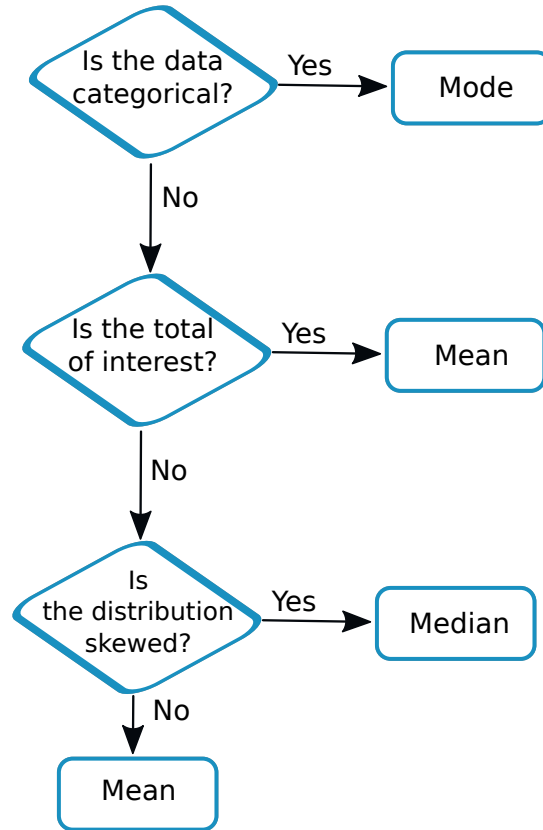 Is the data
categorical?
Yes
Mode
No
Is the total
of interest?
Yes
Mean
No
Is
the distribution
skewed?
Yes
Median
No
Mean